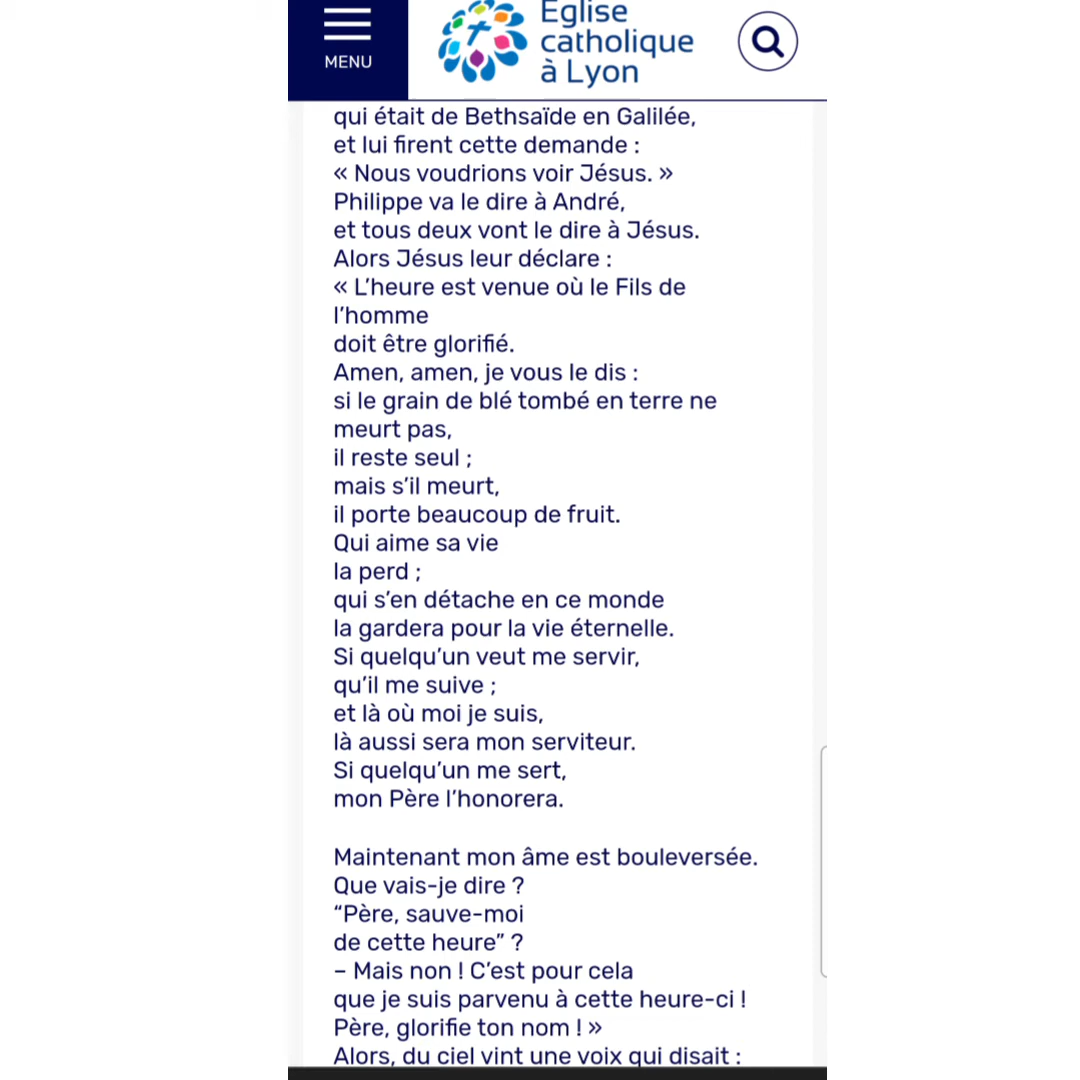 MENU
Église
catholique
à Lyon
qui était de Bethsaïde en Galilée,
et lui firent cette demande :
« Nous voudrions voir Jésus. »
Philippe va le dire à André,
et tous deux vont le dire à Jésus.
Alors Jésus leur déclare :
« L’heure est venue où le Fils de
l’homme
doit être glorifié.
Amen, amen, je vous le dis :
si le grain de blé tombé en terre ne
meurt pas,
il reste seul ;
mais s’il meurt,
il porte beaucoup de fruit.
Qui aime sa vie
la perd ;
qui s’en détache en ce monde
la gardera pour la vie éternelle.
Si quelqu’un veut me servir,
qu’il me suive ;
et là où moi je suis,
là aussi sera mon serviteur.
Si quelqu’un me sert,
mon Père l’honorera.
Maintenant mon âme est bouleversée.
Que vais-je dire ?
“Père, sauve-moi
de cette heure” ?
– Mais non ! C’est pour cela
que je suis parvenu à cette heure-ci !
Père, glorifie ton nom ! »
Alors, du ciel vint une voix qui disait :